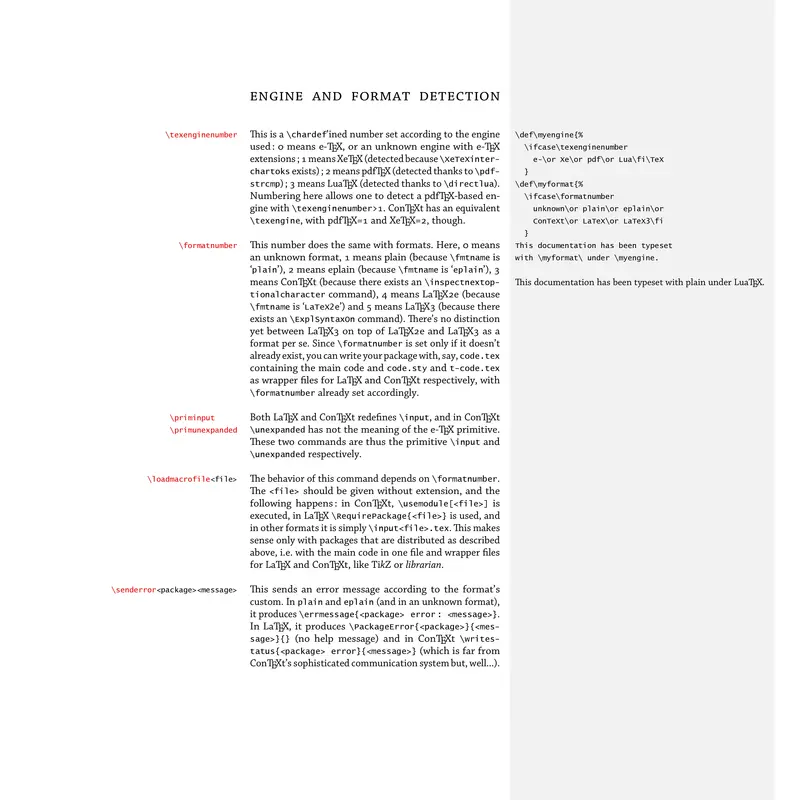 ENGINE AND FORMAT DETECTION
\texenginenumber
This is a \chardef'ined number set according to the engine
used : 0 means e-TEX, or an unknown engine with e-TEX
extensions ; 1 means XeTEX (detected because \XeTeXinter-
chartoks exists) ; 2 means pdfTEX (detected thanks to \pdf-
strcmp) ; 3 means LuaTEX (detected thanks to \directlua).
Numbering here allows one to detect a pdfTEX-based en-
gine with \texenginenumber>1. ConTEXt has an equivalent
\texengine, with pdfTEX=1 and XeTEX=2, though.
\formatnumber
This number does the same with formats. Here, 0 means
an unknown format, 1 means plain (because \fmtname is
‘plain’), 2 means eplain (because \fmtname is ‘eplain’), 3
means ConTEXt (because there exists an \inspectnextop-
tionalcharacter command), 4 means LaTEX2e (because
\fmtname is ‘LaTeX2e’) and 5 means LaTEX3 (because there
exists an \ExplSyntaxOn command). There’s no distinction
yet between LaTEX3 on top of LaTEX2e and LaTEX3 as a
format per se. Since \formatnumber is set only if it doesn’t
already exist, you can write your package with, say, code.tex
containing the main code and code.sty and t-code.tex
as wrapper files for LaTEX and ConTEXt respectively, with
\formatnumber already set accordingly.
\priminput
\primunexpanded
Both LaTEX and ConTEXt redefines \input, and in ConTEXt
\unexpanded has not the meaning of the e-TEX primitive.
These two commands are thus the primitive \input and
\unexpanded respectively.
\loadmacrofile<file>
The behavior of this command depends on \formatnumber.
The <file> should be given without extension, and the
following happens : in ConTEXt, \usemodule[<file>] is
executed, in LaTEX \RequirePackage{<file>} is used, and
in other formats it is simply \input<file>.tex. This makes
sense only with packages that are distributed as described
above, i.e. with the main code in one file and wrapper files
for LaTEX and ConTEXt, like TikZ or librarian.
\senderror<package><message>
This sends an error message according to the format’s
custom. In plain and eplain (and in an unknown format),
it produces \errmessage{<package> error: <message>}.
In LaTEX, it produces \PackageError{<package>}{<mes-
sage>}{} (no help message) and in ConTEXt \writes-
tatus{<package> error}{<message>} (which is far from
ConTEXt’s sophisticated communication system but, well...).
\def\myengine{%
\ifcase\texenginenumber
e-\or Xe\or pdf\or Lua\fi\TeX
}
\def\myformat{%
\ifcase\formatnumber
unknown\or plain\or eplain\or
ConTeXt\or LaTeX\or LaTeX3\fi
}
This documentation has been typeset
with \myformat\ under \myengine.
This documentation has been typeset with plain under LuaTEX.